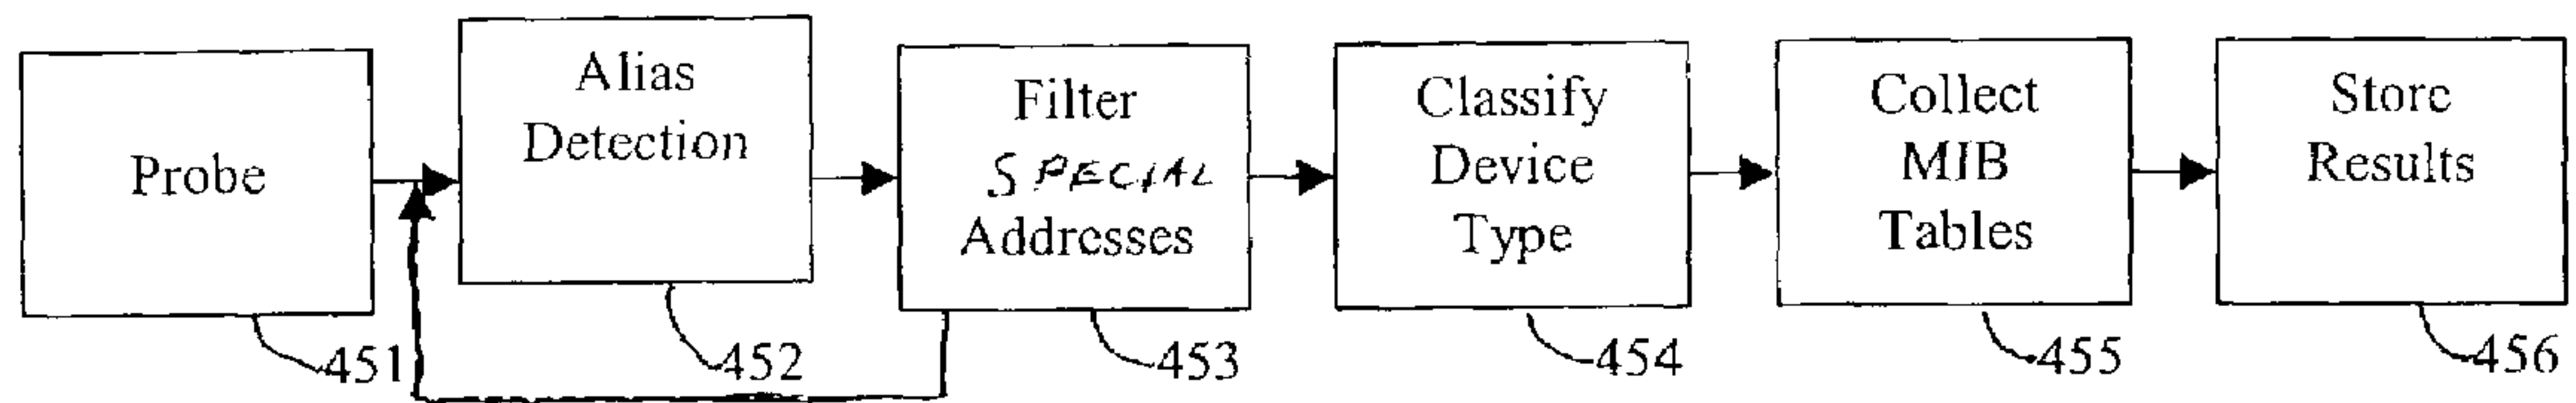 Probe
Alias
Detection
Filter
SPECIAL
Addresses
Classify
Device
Type
Collect
MIB
Tables
Store
Results
451
452
453
454
455
456